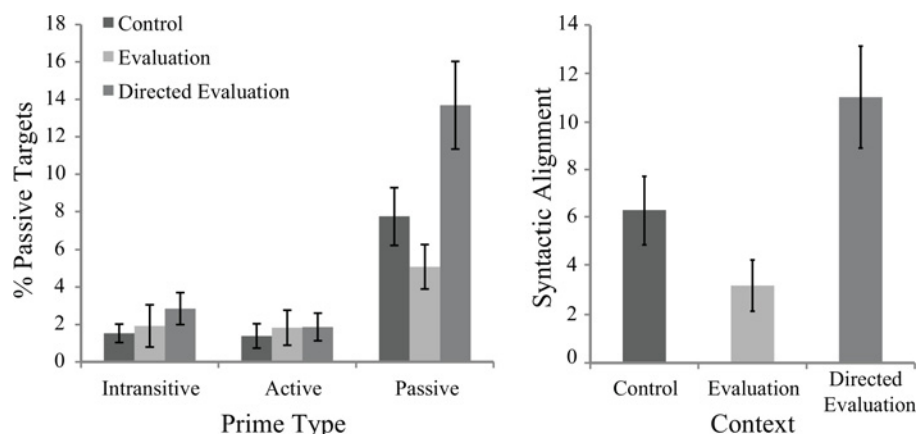 18
16
14
12
10
8
6
4
2
0
% Passive Targets
Control
Evaluation
Directed Evaluation
Intransitive Active Passive
Prime Type
14
12
10
8
6
4
2
0
Syntactic Alignment
Control Evaluation Directed
Evaluation
Context